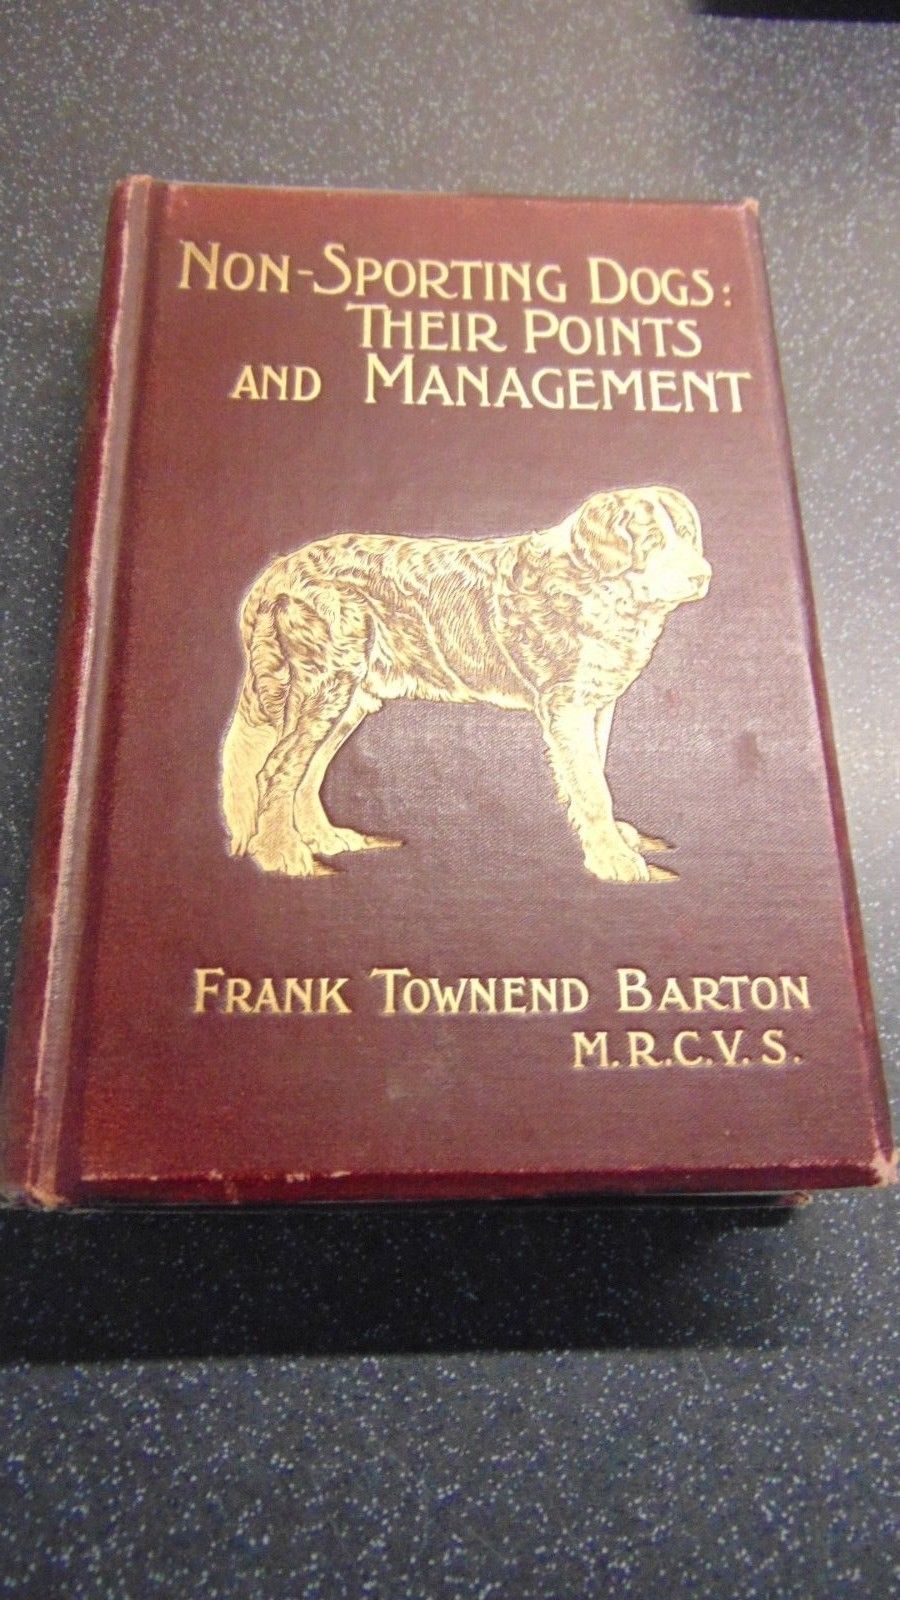 NON-SPORTING DOGS:
THEIR POINTS
AND MANAGEMENT
FRANK TOWNEND BARTON
M.R.C.V.S.